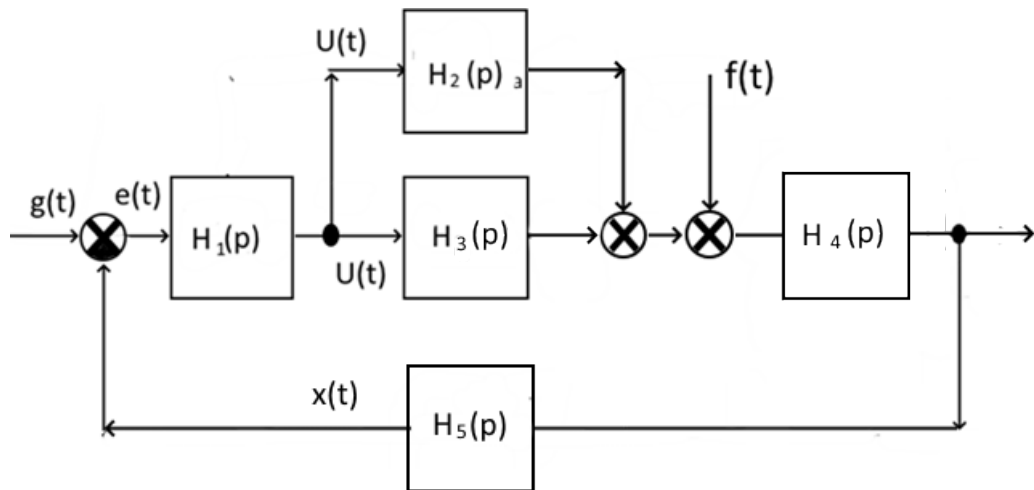 U(t)
H₂(p) a
f(t)
g(t)
e(t)
H₁(p)
H₃(p)
H₄(p)
U(t)
x(t)
H₅(p)